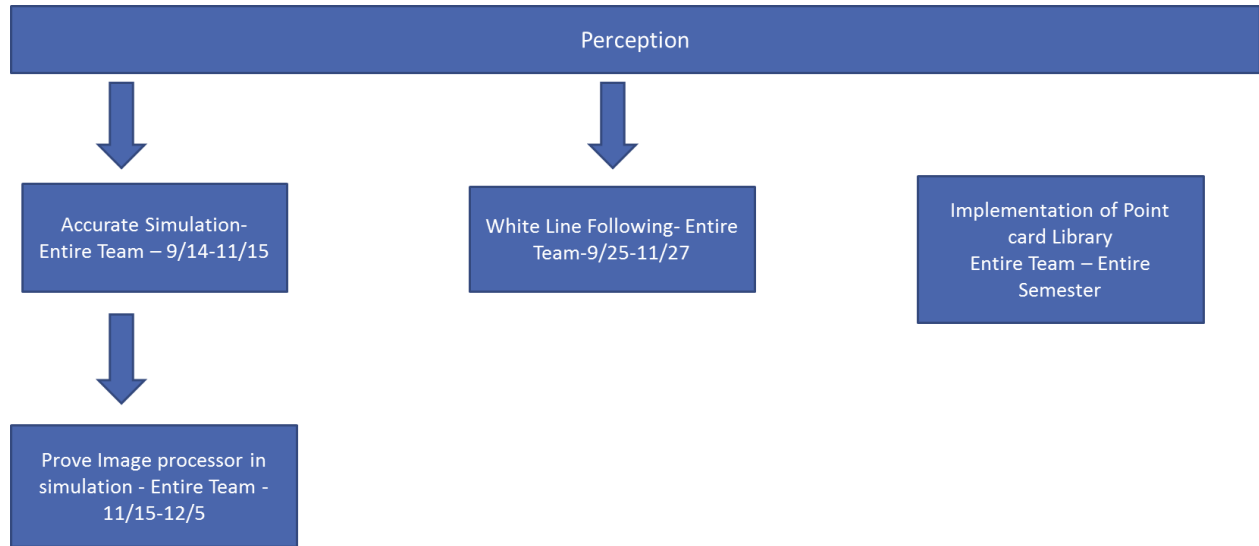 Perception
Accurate Simulation-
Entire Team – 9/14-11/15
White Line Following- Entire
Team-9/25-11/27
Implementation of Point
card Library
Entire Team – Entire
Semester
Prove Image processor in
simulation - Entire Team -
11/15-12/5